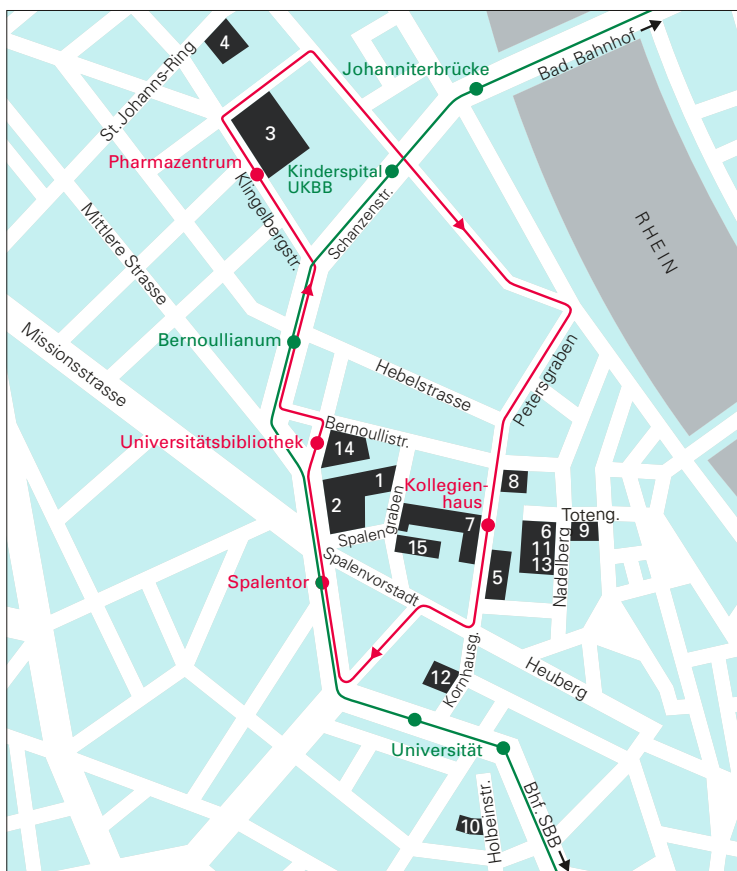 4
St. Johanns-Ring
Johanniterbrücke
Bad. Bahnhof
3
Pharmazentrum
Kinderspital
UKBB
Klingelbergstr.
Schanzenstr.
RHEIN
Mittlere Strasse
Missionsstrasse
Bernoullianum
Hebelstrasse
Petersgraben
Bernoullistr.
Universitätsbibliothek
14
1
2
Kollegien-
haus
8
7
Spalengraben
15
Toteng.
6
9
11
13
Nadelberg
5
Spalentor
Spalenvorstadt
12
Kornhausg.
Heuberg
Universität
10
Holbeinstr.
Bhf. SBB